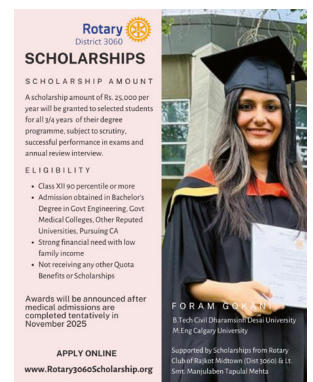 Rotary
District 3060
SCHOLARSHIPS
SCHOLARSHIP AMOUNT
A scholarship amount of Rs. 25,000 per
year will be granted to selected students
for all 3/4 years of their degree
programme, subject to scrutiny,
successful performance in exams and
annual review interview.
ELIGIBILITY
• Class XII 90 percentile or more
• Admission obtained in Bachelor's
Degree in Govt Engineering, Govt
Medical Colleges, Other Reputed
Universities, Pursuing CA
• Strong financial need with low
family income
• Not receiving any other Quota
Benefits or Scholarships
Awards will be announced after
medical admissions are
completed tentatively in
November 2025
APPLY ONLINE
www.Rotary3060Scholarship.org
FORAM GOKANI
B.Tech Civil Dharamsinh Desai University
M.Eng Calgary University
Supported by Scholarships from Rotary
Club of Rajkot Midtown (Dist 3060) & Lt.
Smt. Manjulaben Tapulal Mehta